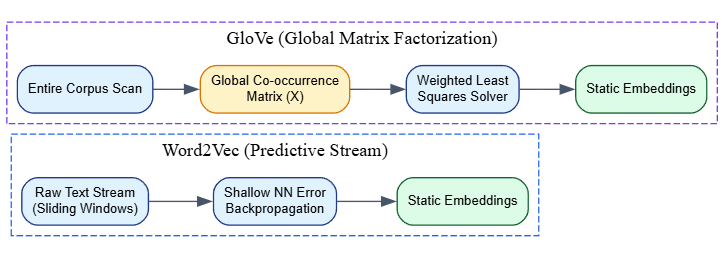 GloVe (Global Matrix Factorization)
Entire Corpus Scan
Global Co-occurrence
Matrix (X)
Weighted Least
Squares Solver
Static Embeddings
Word2Vec (Predictive Stream)
Raw Text Stream
(Sliding Windows)
Shallow NN Error
Backpropagation
Static Embeddings